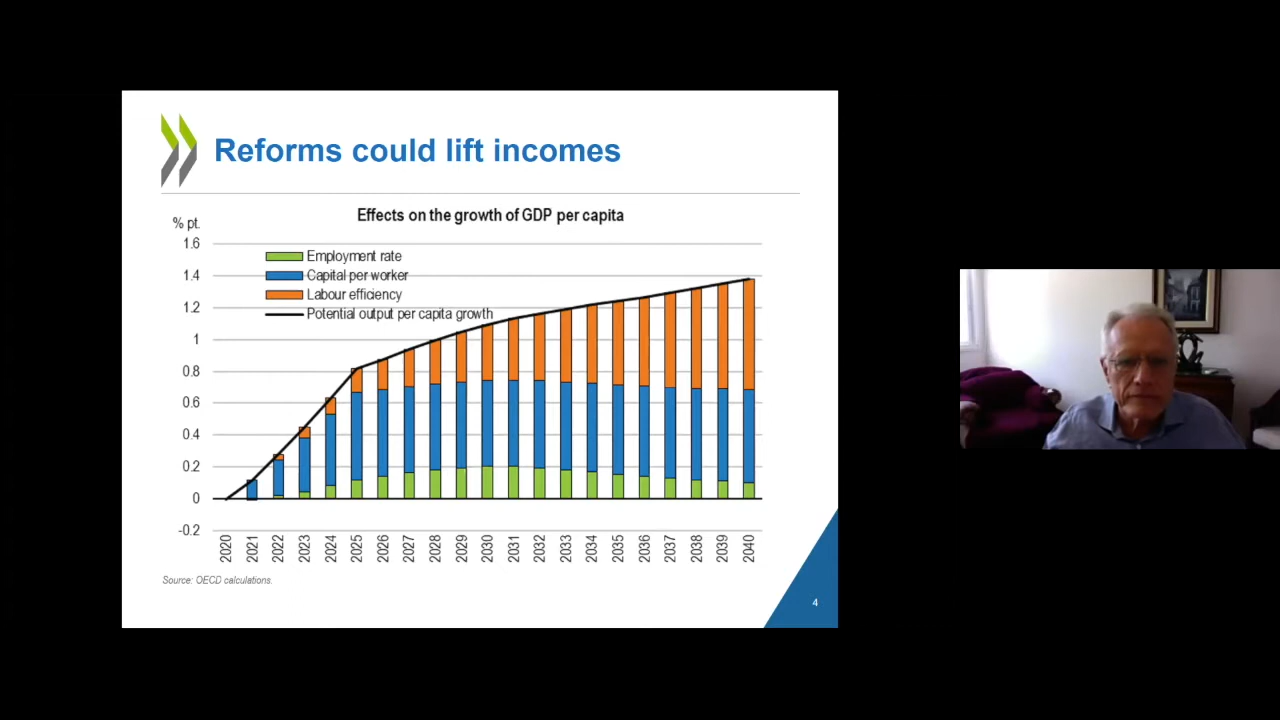 Reforms could lift incomes
Effects on the growth of GDP per capita
% pt.
1.6
1.4
1.2
1
0.8
0.6
0.4
0.2
0
-0.2
Employment rate
Capital per worker
Labour efficiency
Potential output per capita growth
2020 2021 2022 2023 2024 2025 2026 2027 2028 2029 2030 2031 2032 2033 2034 2035 2036 2037 2038 2039 2040
Source: OECD calculations.
4